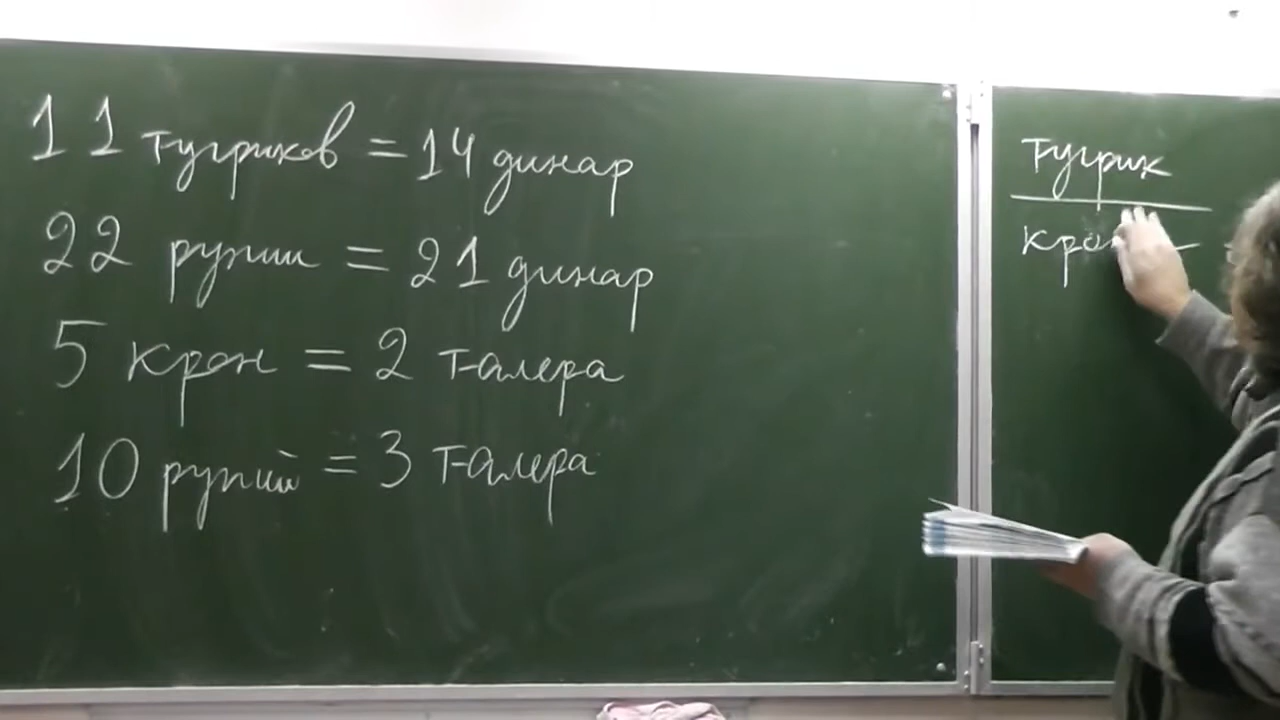 11 тугриков = 14 динар
22 рупии = 21 динар
5 крон = 2 талера
10 рупий = 3 талера
тугрик